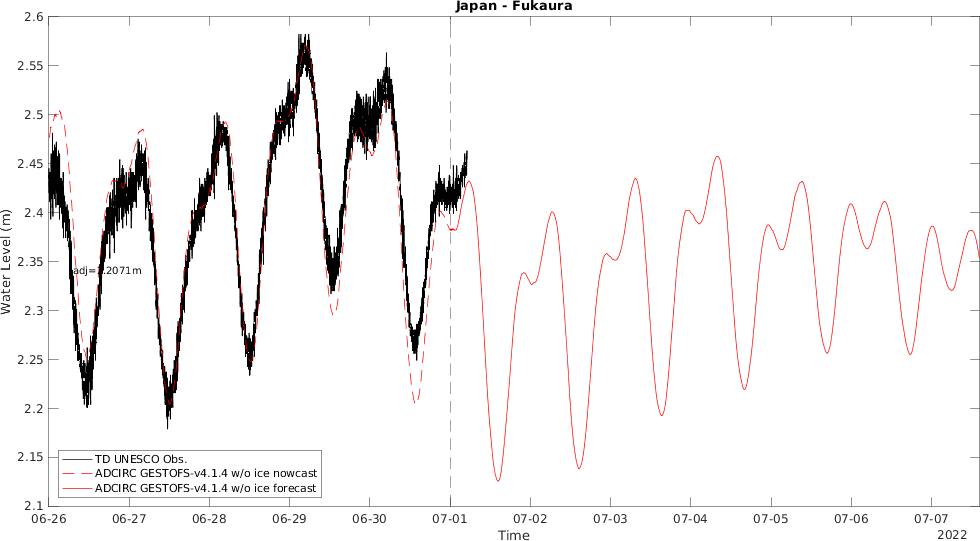 Japan - Fukaura
2.6
2.55
2.5
2.45
2.4
2.35
2.3
2.25
2.2
2.15
2.1
Water Level (m)
TD UNESCO Obs.
ADCIRC GESTOFS-v4.1.4 w/o ice nowcast
ADCIRC GESTOFS-v4.1.4 w/o ice forecast
06-26 06-27 06-28 06-29 06-30 07-01 07-02 07-03 07-04 07-05 07-06 07-07
Time
2022